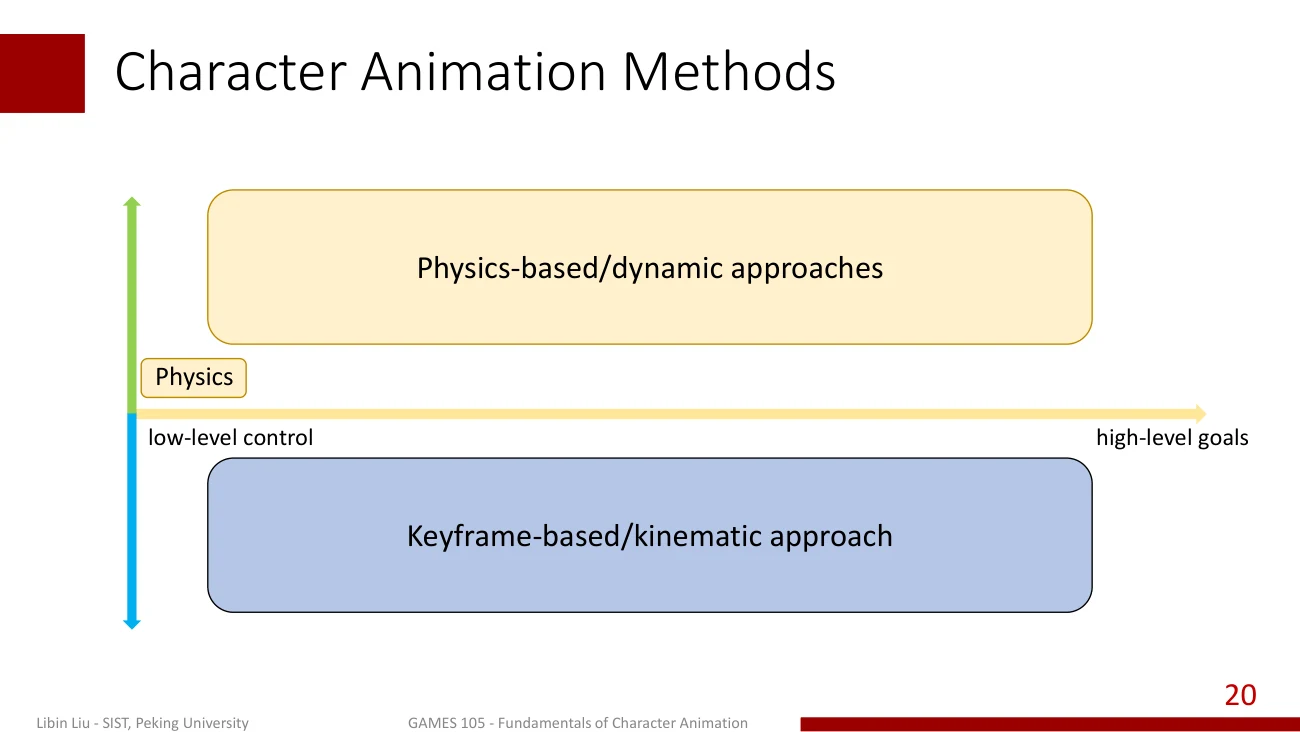 Character Animation Methods
Physics-based/dynamic approaches
Physics
low-level control
high-level goals
Keyframe-based/kinematic approach
20
Libin Liu - SIST, Peking University
GAMES 105 - Fundamentals of Character Animation